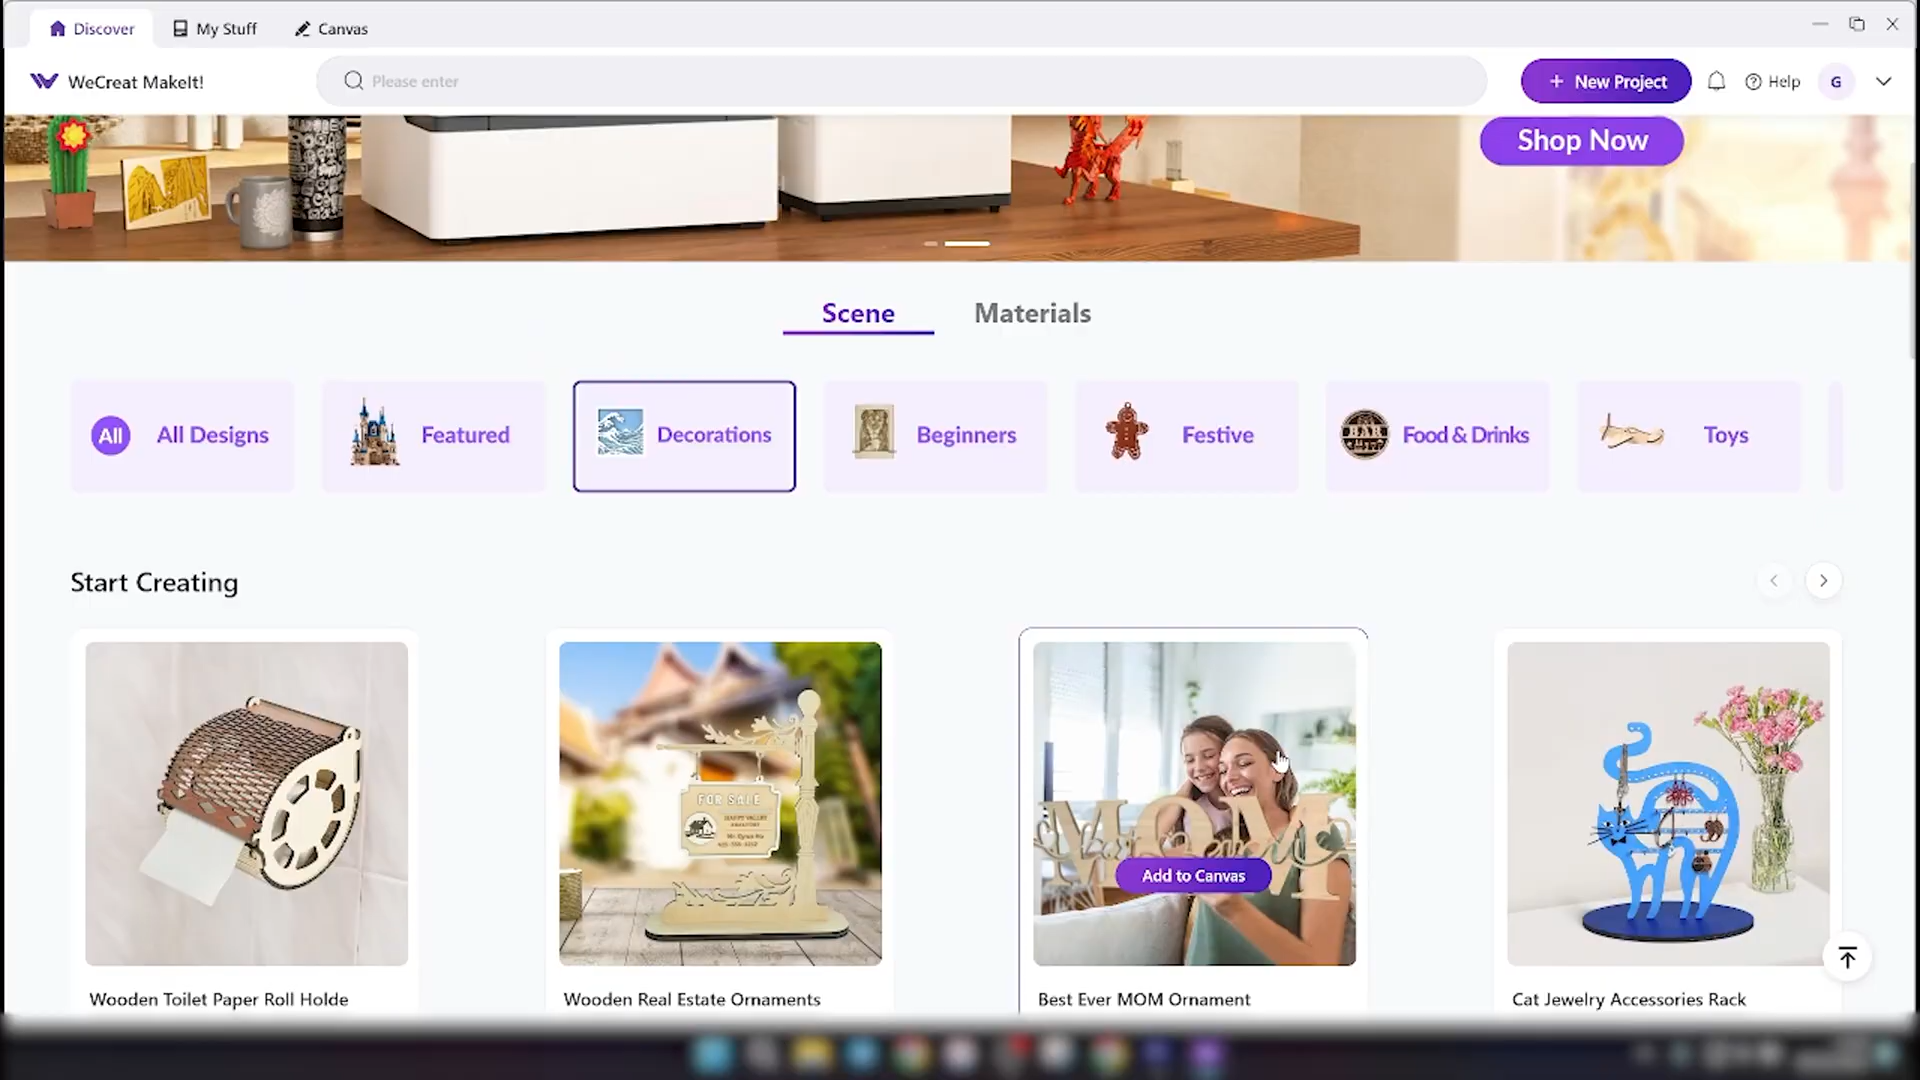 Discover
My Stuff
Canvas
WeCreat MakeIt!
Please enter
+ New Project
Help
G
Shop Now
Scene
Materials
All
All Designs
Featured
Decorations
Beginners
BAR
Festive
Food & Drinks
Toys
Start Creating
FOR SALE
MOM
Add to Canvas
Wooden Toilet Paper Roll Holde
Wooden Real Estate Ornaments
Best Ever MOM Ornament
Cat Jewelry Accessories Rack